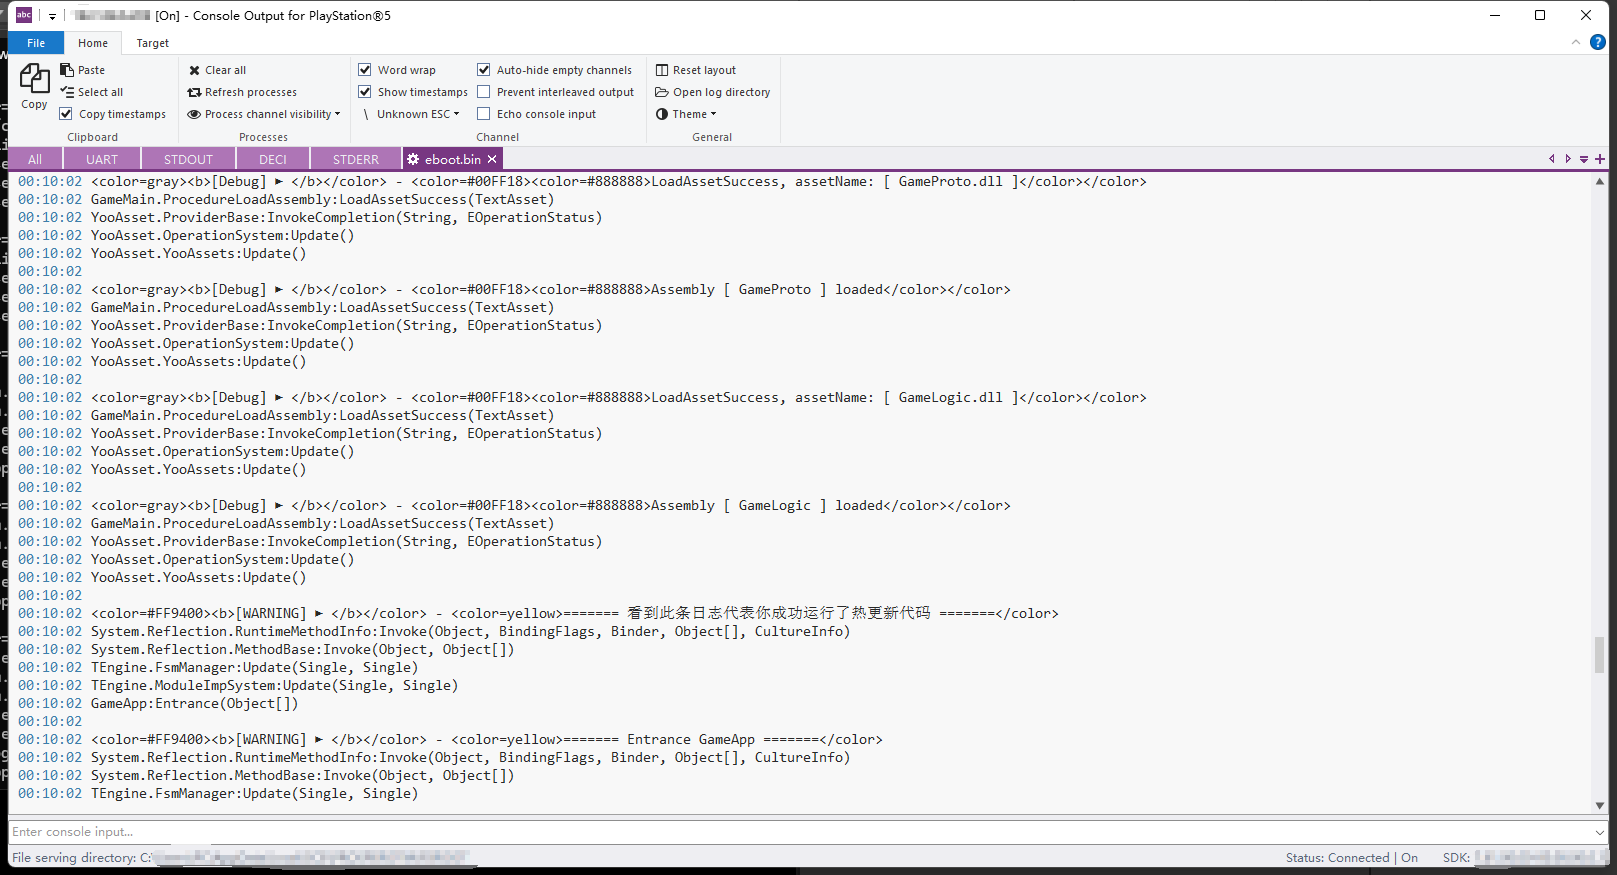 abc [On] - Console Output for PlayStation®5
File Home Target
Copy
Paste
Select all
Copy timestamps
Clipboard
Clear all
Refresh processes
Process channel visibility
Processes
Word wrap
Show timestamps
\ Unknown ESC
Auto-hide empty channels
Prevent interleaved output
Echo console input
Channel
Reset layout
Open log directory
Theme
General
All UART STDOUT DECI STDERR eboot.bin
00:10:02 <color=gray><b>[Debug] ► </b></color> - <color=#00FF18><color=#888888>LoadAssetSuccess, assetName: [ GameProto.dll ]</color></color>
00:10:02 GameMain.ProcedureLoadAssembly:LoadAssetSuccess(TextAsset)
00:10:02 YooAsset.ProviderBase:InvokeCompletion(String, EOperationStatus)
00:10:02 YooAsset.OperationSystem:Update()
00:10:02 YooAsset.YooAssets:Update()
00:10:02
00:10:02 <color=gray><b>[Debug] ► </b></color> - <color=#00FF18><color=#888888>Assembly [ GameProto ] loaded</color></color>
00:10:02 GameMain.ProcedureLoadAssembly:LoadAssetSuccess(TextAsset)
00:10:02 YooAsset.ProviderBase:InvokeCompletion(String, EOperationStatus)
00:10:02 YooAsset.OperationSystem:Update()
00:10:02 YooAsset.YooAssets:Update()
00:10:02
00:10:02 <color=gray><b>[Debug] ► </b></color> - <color=#00FF18><color=#888888>LoadAssetSuccess, assetName: [ GameLogic.dll ]</color></color>
00:10:02 GameMain.ProcedureLoadAssembly:LoadAssetSuccess(TextAsset)
00:10:02 YooAsset.ProviderBase:InvokeCompletion(String, EOperationStatus)
00:10:02 YooAsset.OperationSystem:Update()
00:10:02 YooAsset.YooAssets:Update()
00:10:02
00:10:02 <color=gray><b>[Debug] ► </b></color> - <color=#00FF18><color=#888888>Assembly [ GameLogic ] loaded</color></color>
00:10:02 GameMain.ProcedureLoadAssembly:LoadAssetSuccess(TextAsset)
00:10:02 YooAsset.ProviderBase:InvokeCompletion(String, EOperationStatus)
00:10:02 YooAsset.OperationSystem:Update()
00:10:02 YooAsset.YooAssets:Update()
00:10:02
00:10:02 <color=#FF9400><b>[WARNING] ► </b></color> - <color=yellow>======= 看到此条日志代表你成功运行了热更新代码 =======</color>
00:10:02 System.Reflection.RuntimeMethodInfo:Invoke(Object, BindingFlags, Binder, Object[], CultureInfo)
00:10:02 System.Reflection.MethodBase:Invoke(Object, Object[])
00:10:02 TEngine.FsmManager:Update(Single, Single)
00:10:02 TEngine.ModuleImpSystem:Update(Single, Single)
00:10:02 GameApp:Entrance(Object[])
00:10:02
00:10:02 <color=#FF9400><b>[WARNING] ► </b></color> - <color=yellow>======= Entrance GameApp =======</color>
00:10:02 System.Reflection.RuntimeMethodInfo:Invoke(Object, BindingFlags, Binder, Object[], CultureInfo)
00:10:02 System.Reflection.MethodBase:Invoke(Object, Object[])
00:10:02 TEngine.FsmManager:Update(Single, Single)
Enter console input...
File serving directory: C: Status: Connected | On SDK: